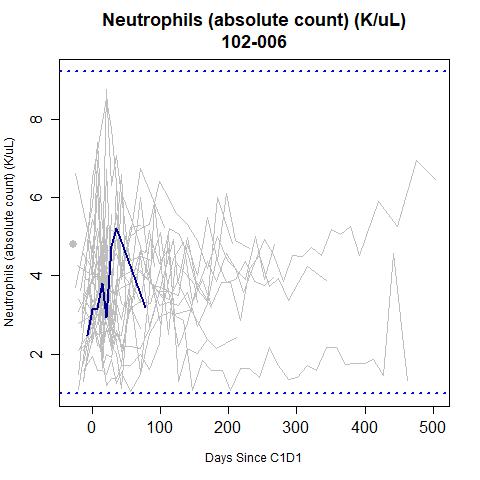 Neutrophils (absolute count) (K/uL)
102-006
Neutrophils (absolute count) (K/uL)
8
6
4
2
0 100 200 300 400 500
Days Since C1D1